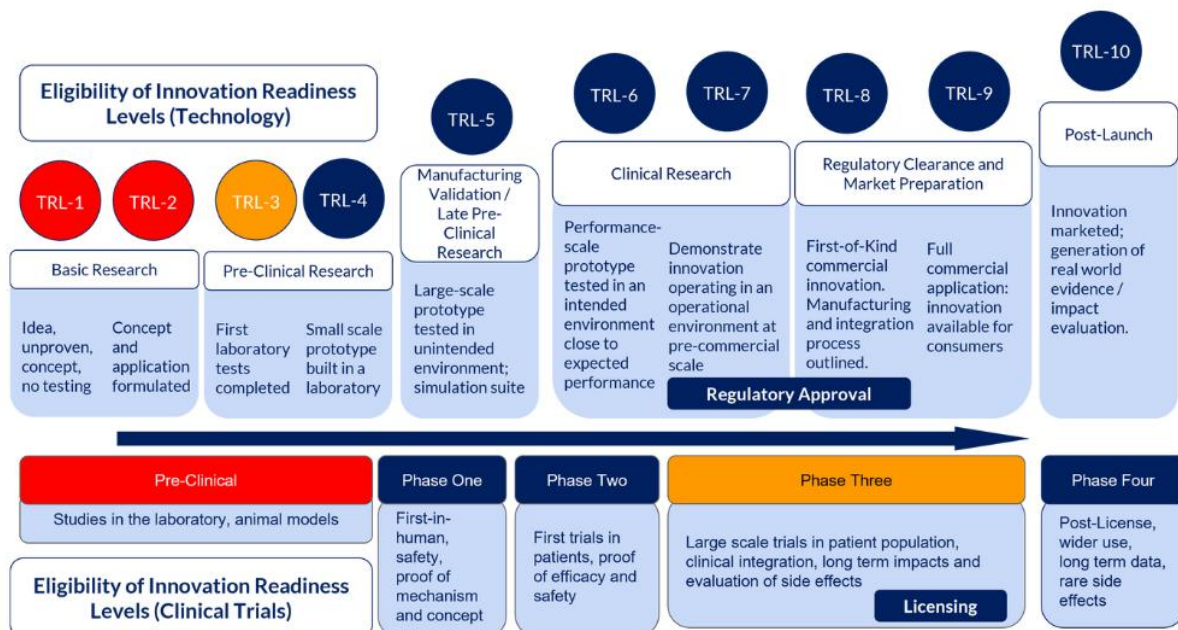 Eligibility of Innovation Readiness
Levels (Technology)
TRL-1
TRL-2
TRL-3
TRL-4
TRL-5
TRL-6
TRL-7
TRL-8
TRL-9
TRL-10
Basic Research
Idea,
unproven,
concept,
no testing
Concept
and
application
formulated
Pre-Clinical Research
First
laboratory
tests
completed
Small scale
prototype
built in a
laboratory
Manufacturing
Validation /
Late Pre-
Clinical
Research
Large-scale
prototype
tested in
unintended
environment;
simulation suite
Clinical Research
Performance-
scale
prototype
tested in an
intended
environment
close to
expected
performance
Demonstrate
innovation
operating in an
operational
environment at
pre-commercial
scale
Regulatory Clearance and
Market Preparation
First-of-Kind
commercial
innovation.
Manufacturing
and integration
process
outlined.
Full
commercial
application:
innovation
available for
consumers
Regulatory Approval
Post-Launch
Innovation
marketed;
generation of
real world
evidence /
impact
evaluation.
Pre-Clinical
Studies in the laboratory, animal models
Phase One
First-in-
human,
safety,
proof of
mechanism
and concept
Phase Two
First trials in
patients, proof
of efficacy and
safety
Phase Three
Large scale trials in patient population,
clinical integration, long term impacts and
evaluation of side effects
Licensing
Phase Four
Post-License,
wider use,
long term data,
rare side
effects
Eligibility of Innovation Readiness
Levels (Clinical Trials)